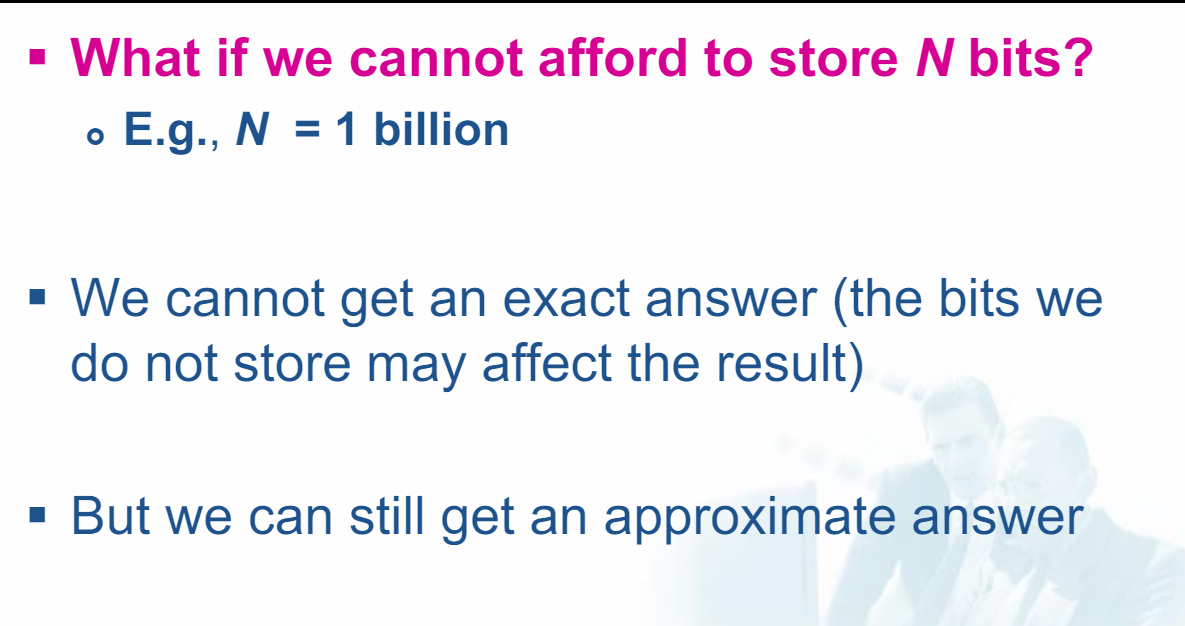 ▪ What if we cannot afford to store N bits?
o E.g., N = 1 billion
▪ We cannot get an exact answer (the bits we
do not store may affect the result)
▪ But we can still get an approximate answer